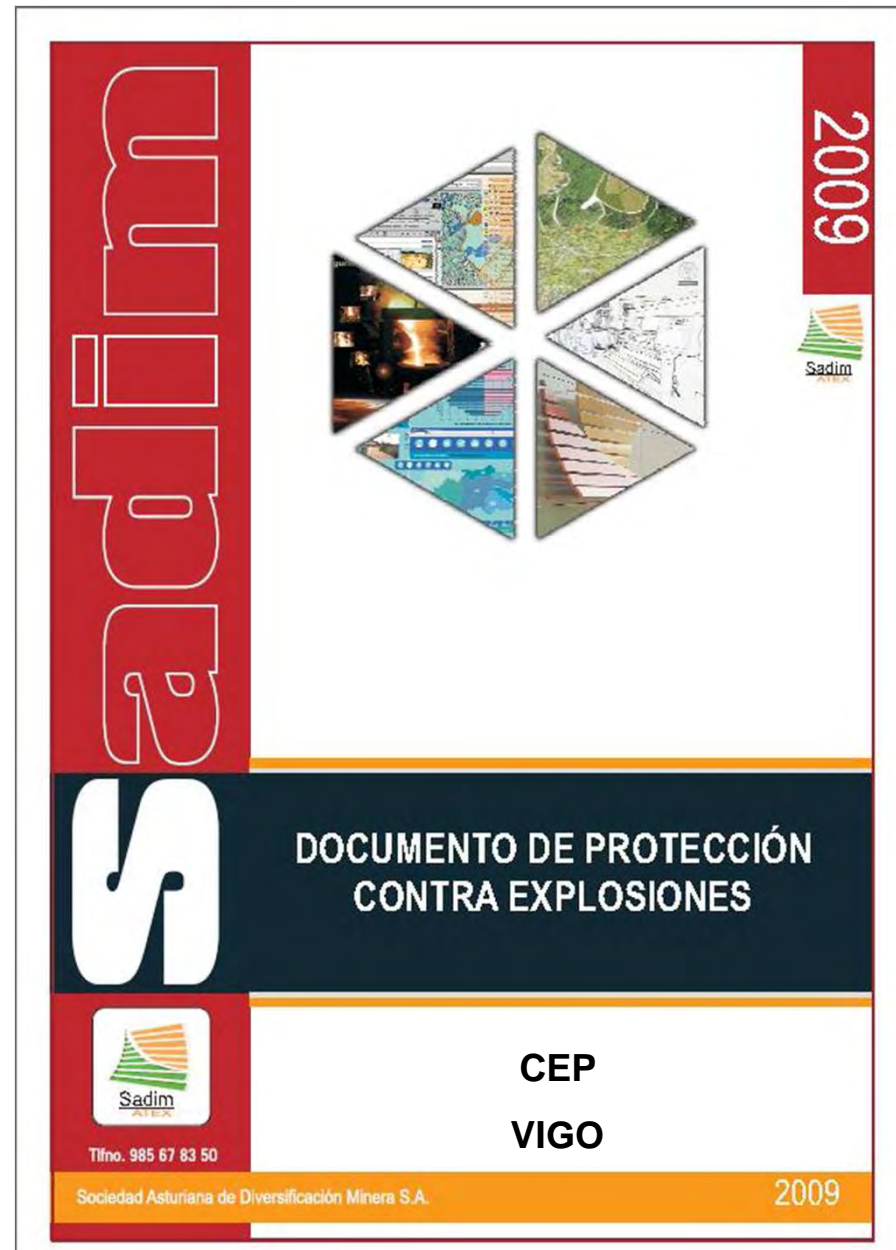 2009
Sadim
ATEX
Sadim
DOCUMENTO DE PROTECCIÓN
CONTRA EXPLOSIONES
Sadim
ATEX
Tlfno. 985 67 83 50
CEP
VIGO
Sociedad Asturiana de Diversificación Minera S.A.
2009